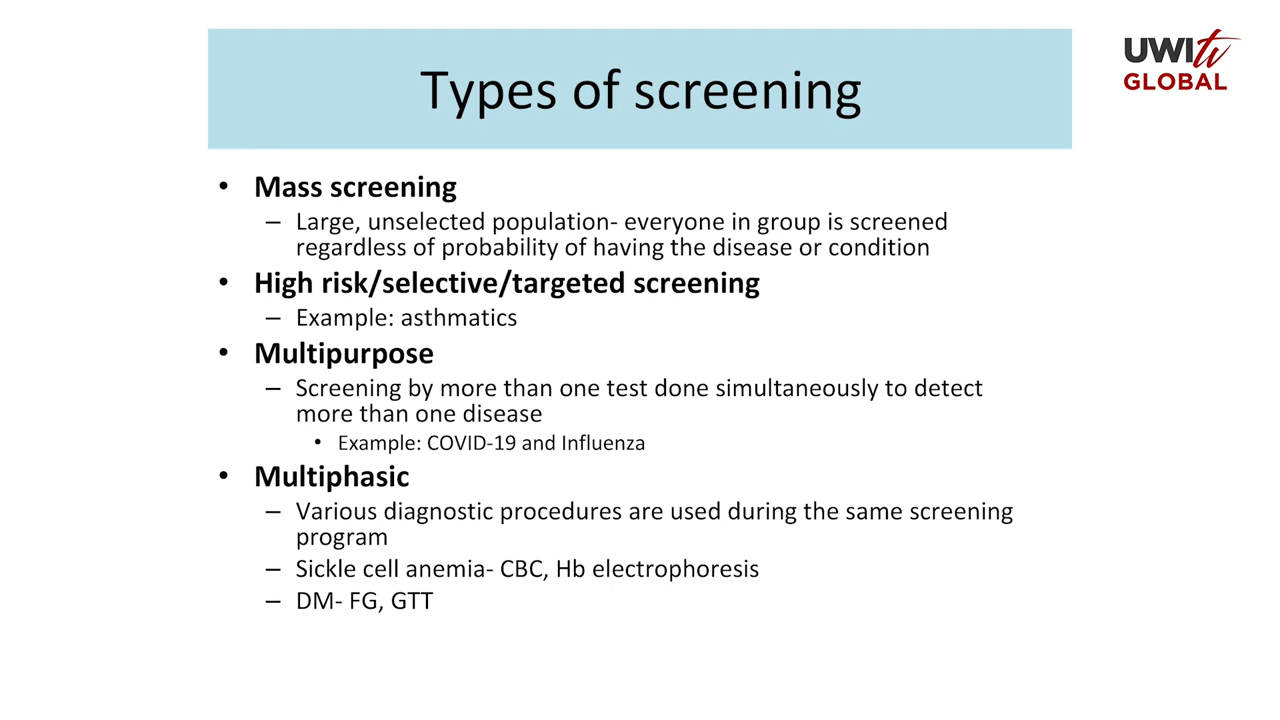 UWItv
GLOBAL
Types of screening
• Mass screening
– Large, unselected population- everyone in group is screened
regardless of probability of having the disease or condition
• High risk/selective/targeted screening
– Example: asthmatics
• Multipurpose
– Screening by more than one test done simultaneously to detect
more than one disease
• Example: COVID-19 and Influenza
• Multiphasic
– Various diagnostic procedures are used during the same screening
program
– Sickle cell anemia- CBC, Hb electrophoresis
– DM- FG, GTT